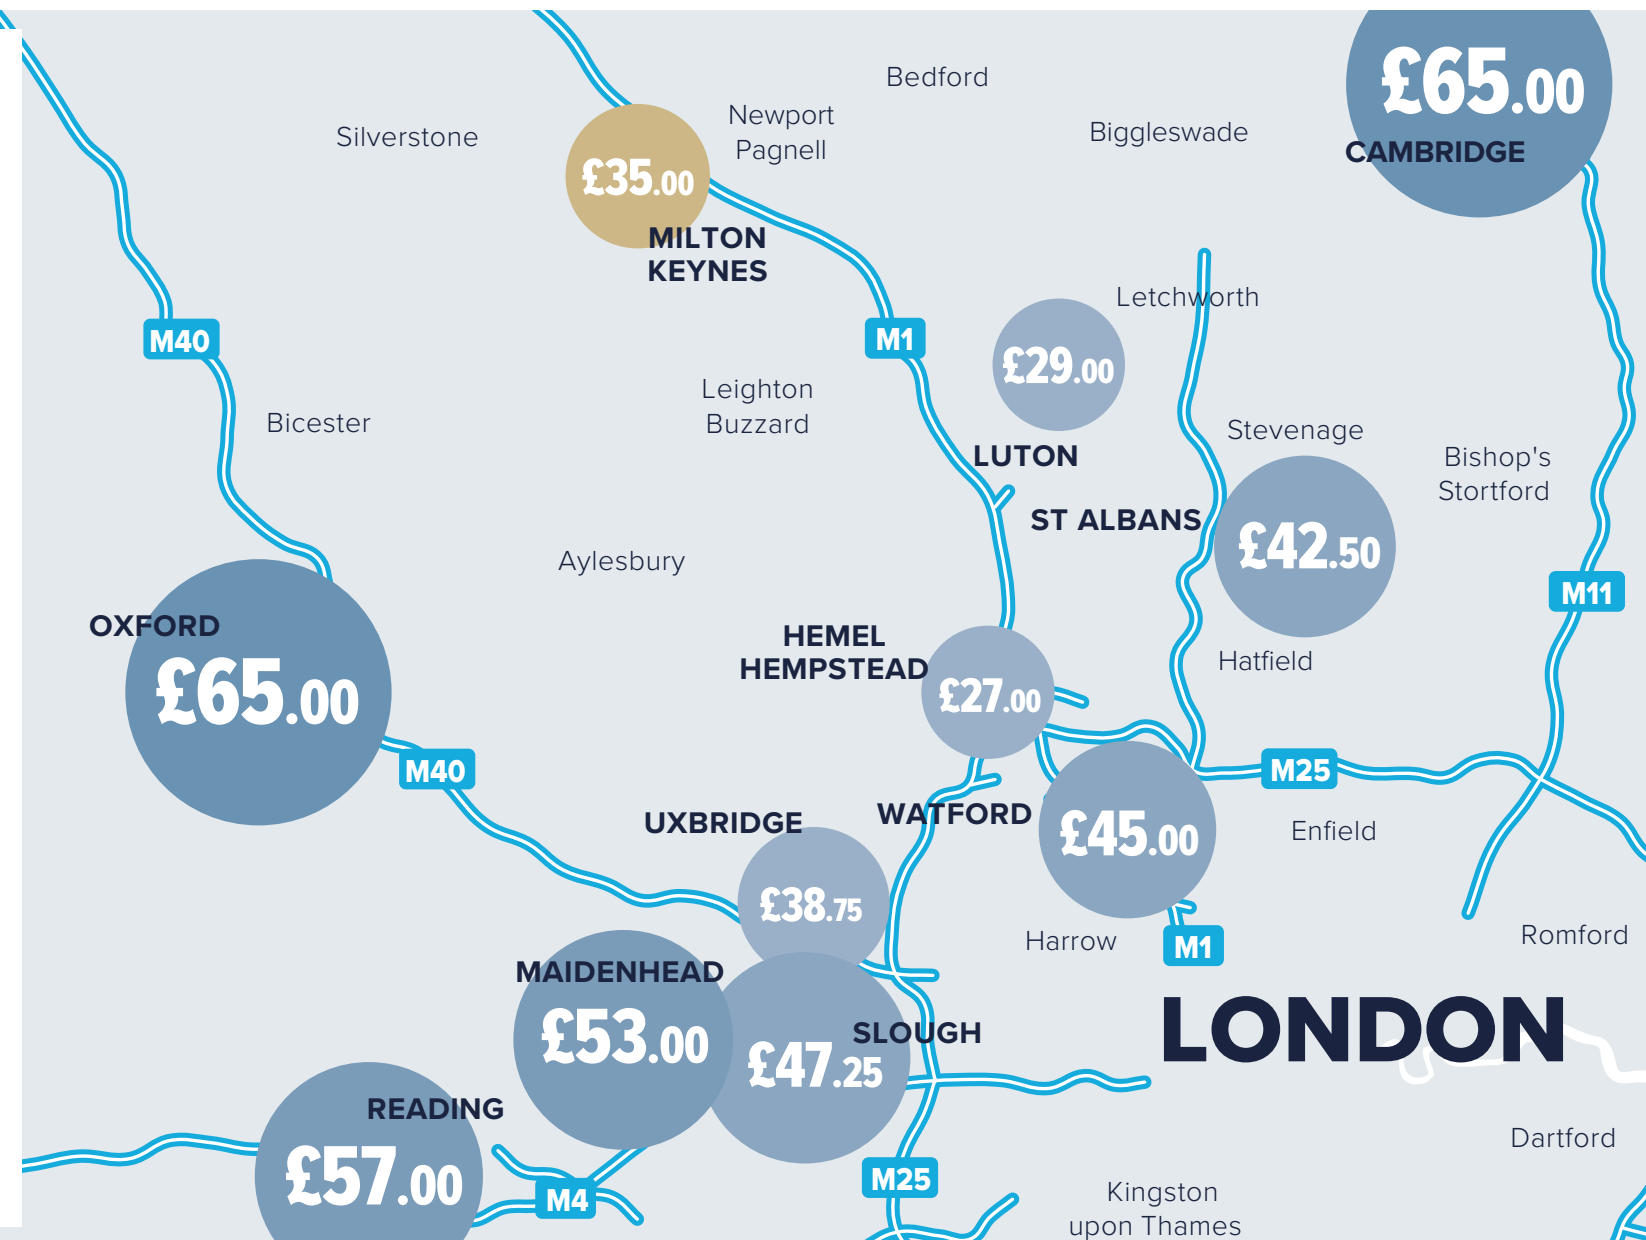 Bedford
£65.00
CAMBRIDGE
Newport
Pagnell
Silverstone
Biggleswade
£35.00
MILTON
KEYNES
Letchworth
M40
M1
£29.00
Leighton
Buzzard
Bicester
Stevenage
LUTON
Bishop's
Stortford
ST ALBANS
£42.50
Aylesbury
M11
OXFORD
£65.00
HEMEL
HEMPSTEAD
£27.00
Hatfield
M40
M25
UXBRIDGE
WATFORD
£45.00
Enfield
£38.75
Harrow
M1
Romford
MAIDENHEAD
£53.00
SLOUGH
£47.25
LONDON
READING
£57.00
Dartford
M4
M25
Kingston
upon Thames